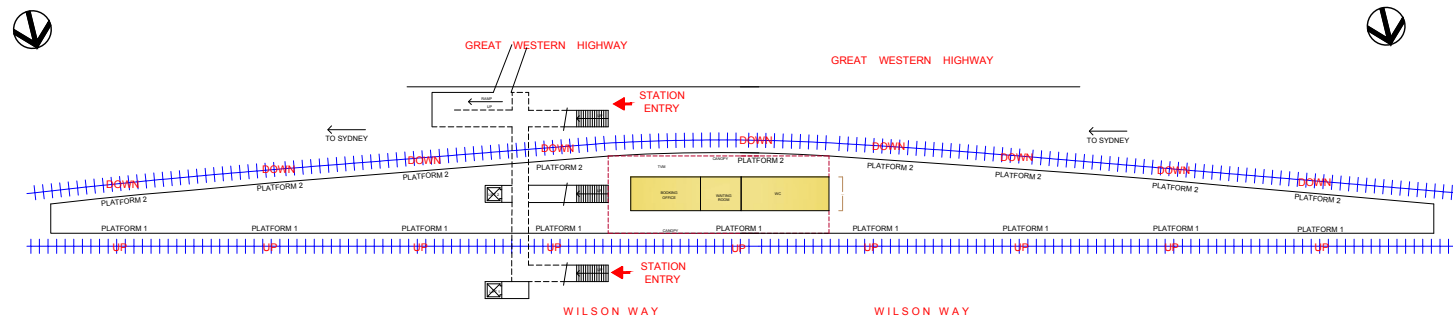 GREAT WESTERN HIGHWAY
GREAT WESTERN HIGHWAY
RAMP
UP
STATION
ENTRY
TO SYDNEY
TO SYDNEY
DOWN
DOWN
DOWN
DOWN
DOWN
DOWN
DOWN
DOWN
DOWN
PLATFORM 2
PLATFORM 2
PLATFORM 2
PLATFORM 2
CANOPY
PLATFORM 2
PLATFORM 2
PLATFORM 2
PLATFORM 2
PLATFORM 2
TVM
BOOKING
OFFICE
WAITING
ROOM
WC
CANOPY
PLATFORM 1
PLATFORM 1
PLATFORM 1
PLATFORM 1
PLATFORM 1
PLATFORM 1
PLATFORM 1
PLATFORM 1
PLATFORM 1
UP
UP
UP
UP
UP
UP
UP
UP
UP
STATION
ENTRY
WILSON WAY
WILSON WAY